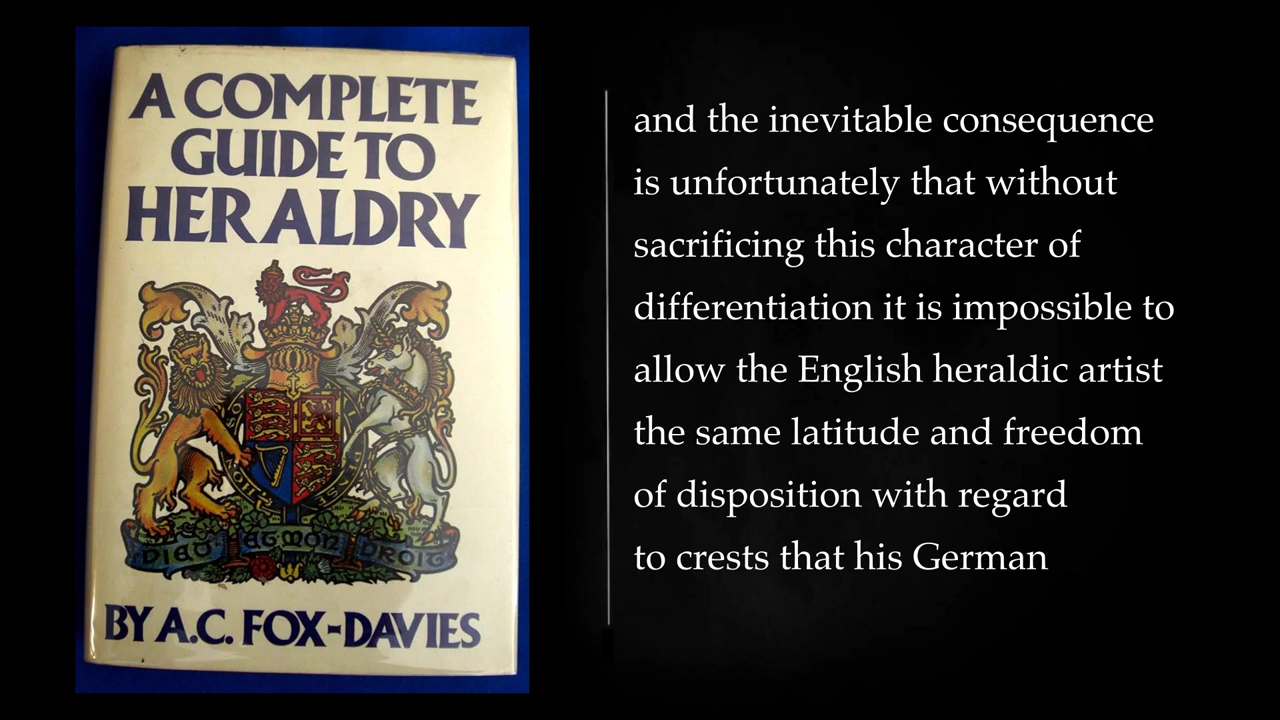 A COMPLETE
GUIDE TO
HERALDRY
DIEU ET MON DROIT
BY A.C. FOX-DAVIES
and the inevitable consequence
is unfortunately that without
sacrificing this character of
differentiation it is impossible to
allow the English heraldic artist
the same latitude and freedom
of disposition with regard
to crests that his German